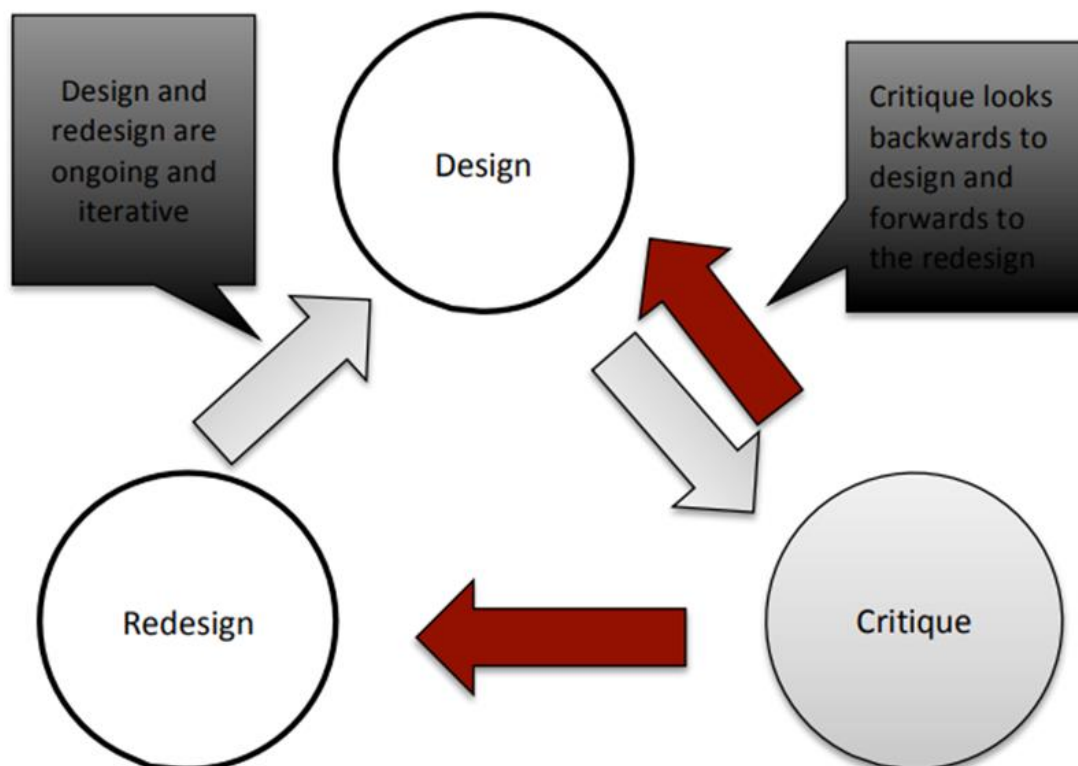 Design and
redesign are
ongoing and
iterative
Design
Critique looks
backwards to
design and
forwards to
the redesign
Redesign
Critique